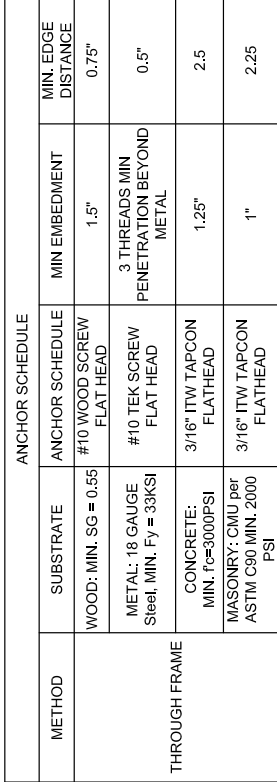 ANCHOR SCHEDULE
METHOD
SUBSTRATE
ANCHOR SCHEDULE
MIN EMBEDMENT
MIN. EDGE
DISTANCE
THROUGH FRAME
WOOD: MIN. SG = 0.55
#10 WOOD SCREW
FLAT HEAD
1.5"
0.75"
METAL: 18 GAUGE
Steel, MIN. Fy = 33KSI
#10 TEK SCREW
FLAT HEAD
3 THREADS MIN
PENETRATION BEYOND
METAL
0.5"
CONCRETE:
MIN. f'c=3000PSI
3/16" ITW TAPCON
FLATHEAD
1.25"
2.5
MASONRY: CMU per
ASTM C90 MIN. 2000
PSI
3/16" ITW TAPCON
FLATHEAD
1"
2.25